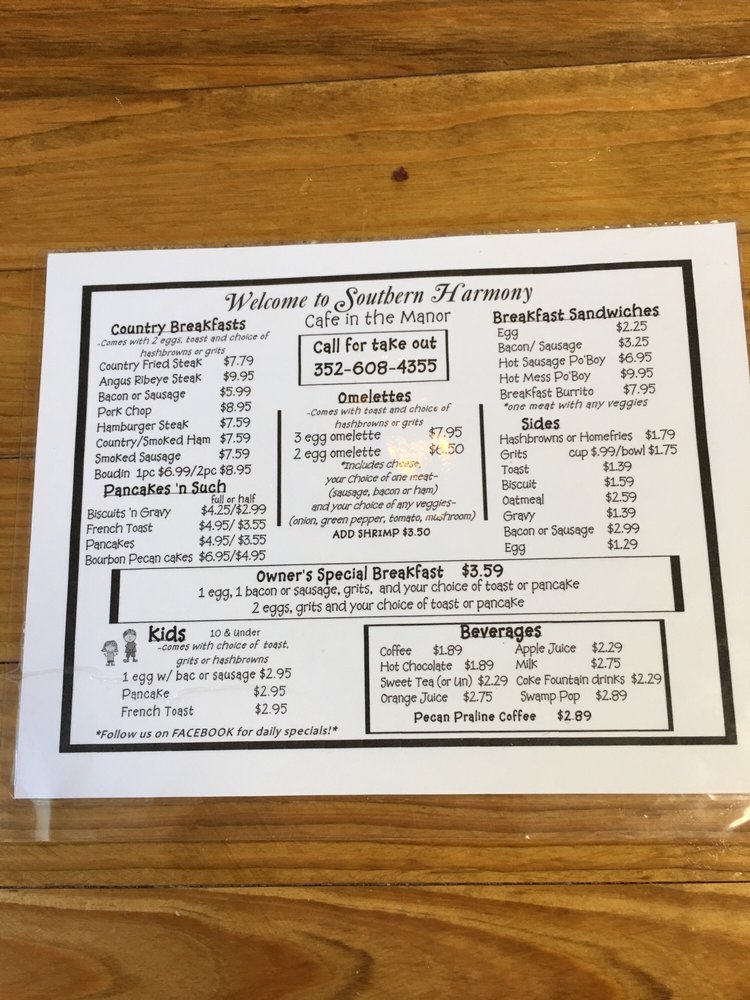 Welcome to Southern Harmony
Cafe in the Manor
Call for take out
352-608-4355
Country Breakfasts
-Comes with 2 eggs, toast and choice of
hashbrowns or grits
Country Fried Steak $7.79
Angus Ribeye Steak $9.95
Bacon or Sausage $5.99
Pork Chop $8.95
Hamburger Steak $7.59
Country/Smoked Ham $7.59
Smoked Sausage $7.59
Boudin 1pc $6.99/2pc $8.95
Pancakes 'n Such
full or half
Biscuits 'n Gravy $4.25/$2.99
French Toast $4.95/ $3.55
Pancakes $4.95/ $3.55
Bourbon Pecan cakes $6.95/$4.95
Omelettes
-Comes with toast and choice of
hashbrowns or grits
3 egg omelette $7.95
2 egg omelette $6.50
*Includes cheese,
your choice of one meat-
(sausage, bacon or ham)
and your choice of any veggies-
(onion, green pepper, tomato, mushroom)
ADD SHRIMP $3.50
Breakfast Sandwiches
Egg $2.25
Bacon/ Sausage $3.25
Hot Sausage Po'Boy $6.95
Hot Mess Po'Boy $9.95
Breakfast Burrito $7.95
*one meat with any veggies
Sides
Hashbrowns or Homefries $1.79
Grits cup $.99/bowl $1.75
Toast $1.39
Biscuit $1.59
Oatmeal $2.59
Gravy $1.39
Bacon or Sausage $2.99
Egg $1.29
Owner's Special Breakfast $3.59
1 egg, 1 bacon or sausage, grits, and your choice of toast or pancake
2 eggs, grits and your choice of toast or pancake
Kids 10 & under
-comes with choice of toast,
grits or hashbrowns
1 egg w/ bac or sausage $2.95
Pancake $2.95
French Toast $2.95
*Follow us on FACEBOOK for daily specials!*
Beverages
Coffee $1.89 Apple Juice $2.29
Hot Chocolate $1.89 Milk $2.75
Sweet Tea (or Un) $2.29 Coke Fountain drinks $2.29
Orange Juice $2.75 Swamp Pop $2.89
Pecan Praline Coffee $2.89